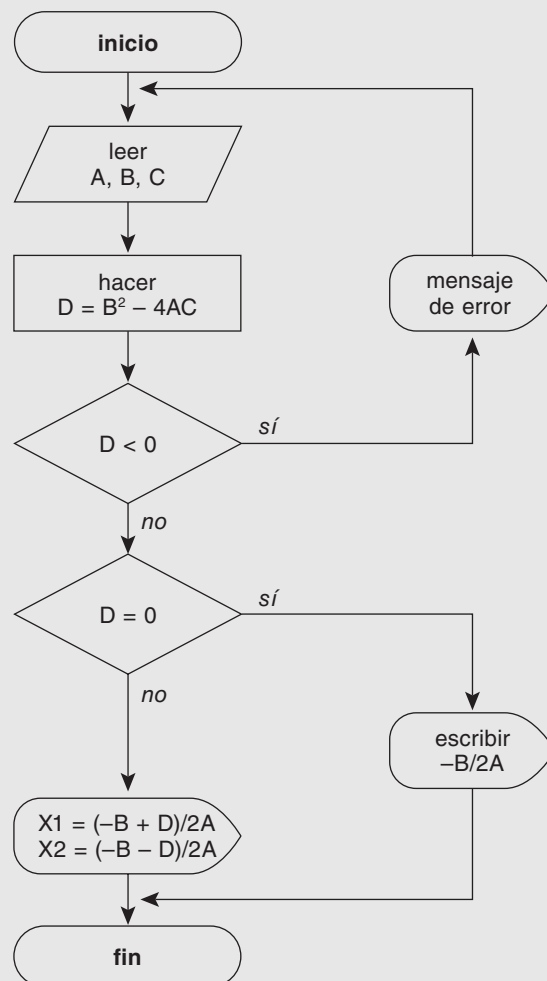 inicio
leer
A, B, C
hacer
D = B² – 4AC
mensaje
de error
D < 0
sí
no
D = 0
sí
no
escribir
–B/2A
X1 = (–B + D)/2A
X2 = (–B – D)/2A
fin